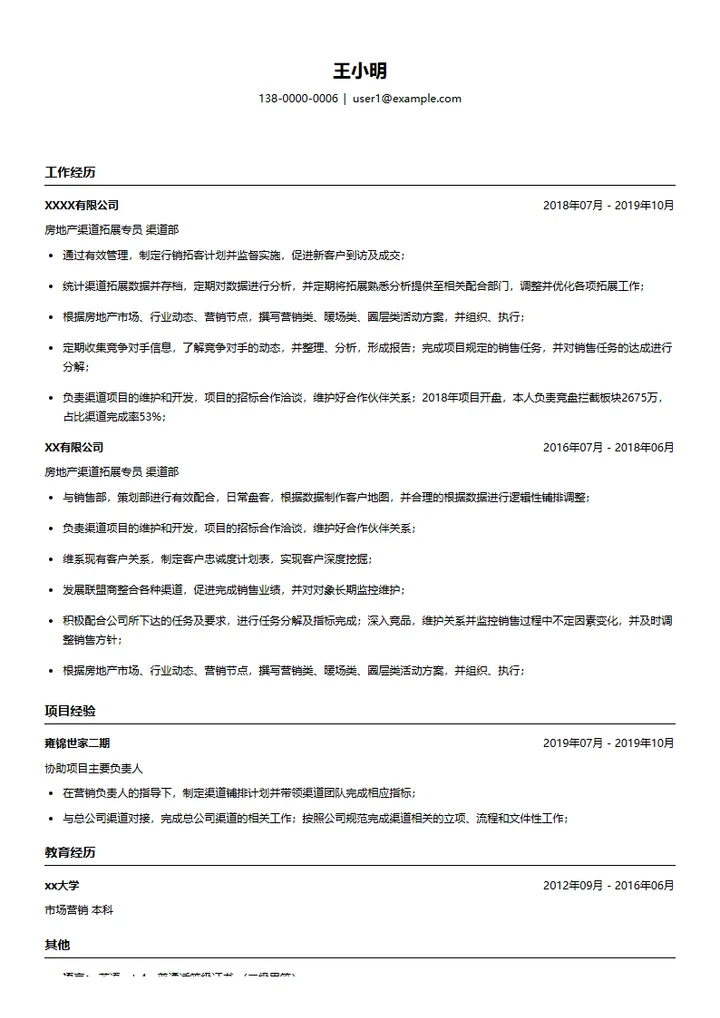 王小明
138-0000-0006 | user1@example.com
工作经历
XXXX有限公司 2018年07月 - 2019年10月
房地产渠道拓展专员 渠道部
• 通过有效管理，制定行销拓客计划并监督实施，促进新客户到访及成交；
• 统计渠道拓展数据并存档，定期对数据进行分析，并定期将拓展熟悉分析提供至相关配合部门，调整并优化各项拓展工作；
• 根据房地产市场、行业动态、营销节点，撰写营销类、暖场类、圈层类活动方案，并组织、执行；
• 定期收集竞争对手信息，了解竞争对手的动态，并整理、分析，形成报告；完成项目规定的销售任务，并对销售任务的达成进行
分解；
• 负责渠道项目的维护和开发，项目的招标合作洽谈，维护好合作伙伴关系；2018年项目开盘，本人负责竞盘拦截板块2675万，
占比渠道完成率53%；
XX有限公司 2016年07月 - 2018年06月
房地产渠道拓展专员 渠道部
• 与销售部，策划部进行有效配合，日常盘客，根据数据制作客户地图，并合理的根据数据进行逻辑性铺排调整；
• 负责渠道项目的维护和开发，项目的招标合作洽谈，维护好合作伙伴关系；
• 维系现有客户关系，制定客户忠诚度计划表，实现客户深度挖掘；
• 发展联盟商整合各种渠道，促进完成销售业绩，并对对象长期监控维护；
• 积极配合公司所下达的任务及要求，进行任务分解及指标完成；深入竞品，维护关系并监控销售过程中不定因素变化，并及时调
整销售方针；
• 根据房地产市场、行业动态、营销节点，撰写营销类、暖场类、圈层类活动方案，并组织、执行；
项目经验
雍锦世家二期 2019年07月 - 2019年10月
协助项目主要负责人
• 在营销负责人的指导下，制定渠道铺排计划并带领渠道团队完成相应指标；
• 与总公司渠道对接，完成总公司渠道的相关工作；按照公司规范完成渠道相关的立项、流程和文件性工作；
教育经历
xx大学 2012年09月 - 2016年06月
市场营销 本科
其他